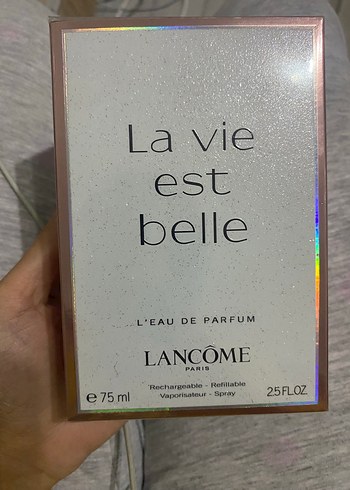 La vie
est
belle
L'EAU DE PARFUM
LANCÔME
PARIS
Rechargeable - Refillable
Vaporisateur - Spray
e 75 ml
2.5 FL.OZ